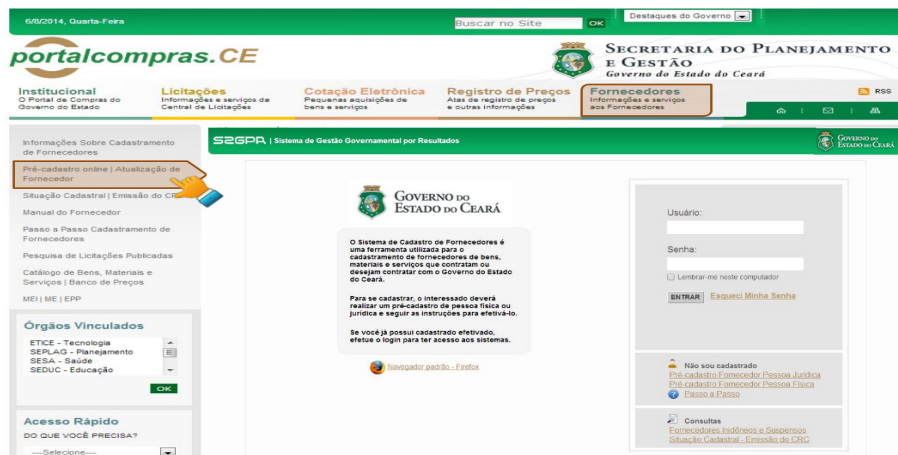 6/8/2014, Quarta-Feira
Buscar no Site
OK
Destaques do Governo
portalcompras.CE
SECRETARIA DO PLANEJAMENTO
E GESTÃO
Governo do Estado do Ceará
Institucional
O Portal de Compras do
Governo do Estado
Licitações
Informações e serviços da
Central de Licitações
Cotação Eletrônica
Pequenas aquisições de
bens e serviços
Registro de Preços
Atas de registro de preços
e outras informações
Fornecedores
Informações e serviços
aos Fornecedores
RSS
Informações Sobre Cadastramento
de Fornecedores
Pré-cadastro online | Atualização de
Fornecedor
Situação Cadastral | Emissão do CR
Manual do Fornecedor
Passo a Passo Cadastramento de
Fornecedores
Pesquisa de Licitações Publicadas
Catálogo de Bens, Materiais e
Serviços | Banco de Preços
MEI | ME | EPP
Órgãos Vinculados
ETICE - Tecnologia
SEPLAG - Planejamento
SESA - Saúde
SEDUC - Educação
OK
Acesso Rápido
DO QUE VOCÊ PRECISA?
---Selecione---
S2GPR | Sistema de Gestão Governamental por Resultados
GOVERNO DO
ESTADO DO CEARÁ
GOVERNO
ESTADO DO CEARÁ
O Sistema de Cadastro de Fornecedores é
uma ferramenta utilizada para o
cadastramento de fornecedores de bens,
materiais e serviços que contratam ou
desejam contratar com o Governo do Estado
do Ceará.
Para se cadastrar, o interessado deverá
realizar um pré-cadastro de pessoa física ou
jurídica e seguir as instruções para efetivá-lo.
Se você já possui cadastrado efetivado,
efetue o login para ter acesso aos sistemas.
Navegador padrão - Firefox
Usuário:
Senha:
Lembrar-me neste computador
ENTRAR Esqueci Minha Senha
Não sou cadastrado
Pré-cadastro Fornecedor Pessoa Jurídica
Pré-cadastro Fornecedor Pessoa Física
Passo a Passo
Consultas
Fornecedores Inidôneos e Suspensos
Situação Cadastral - Emissão do CRC